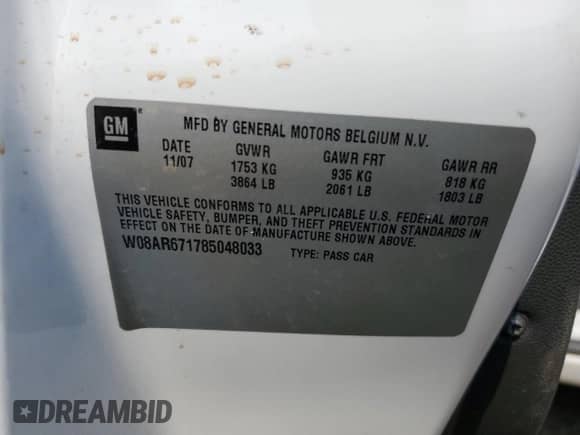 GM
MFD BY GENERAL MOTORS BELGIUM N.V.
DATE GVWR GAWR FRT GAWR RR
11/07 1753 KG 935 KG 818 KG
3864 LB 2061 LB 1803 LB
THIS VEHICLE CONFORMS TO ALL APPLICABLE U.S. FEDERAL MOTOR
VEHICLE SAFETY, BUMPER, AND THEFT PREVENTION STANDARDS IN
EFFECT ON THE DATE OF MANUFACTURE SHOWN ABOVE.
W08AR671785048033 TYPE: PASS CAR
DREAMBID